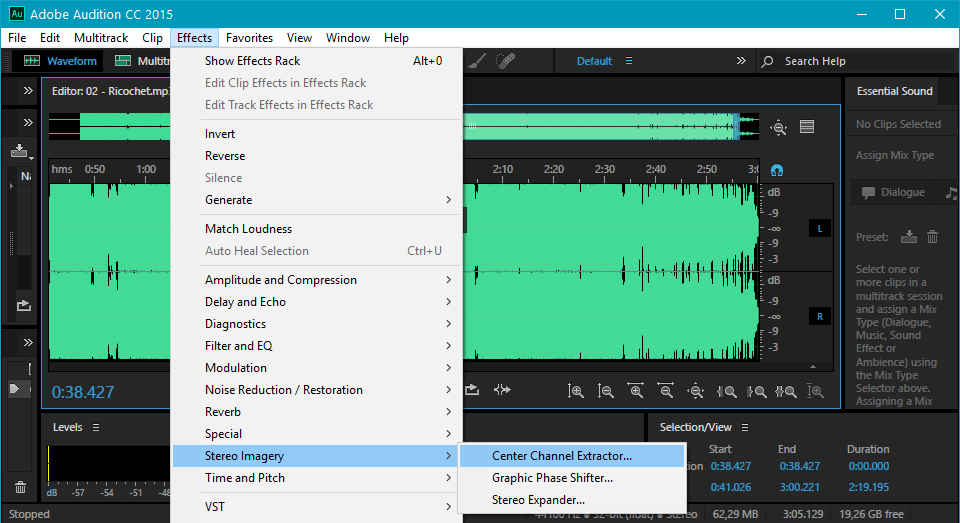 Au Adobe Audition CC 2015
File Edit Multitrack Clip Effects Favorites View Window Help
Waveform Multitr Default Search Help
Show Effects Rack Alt+0
Edit Clip Effects in Effects Rack
Edit Track Effects in Effects Rack
Invert
Reverse
Silence
Generate
Match Loudness
Auto Heal Selection Ctrl+U
Amplitude and Compression
Delay and Echo
Diagnostics
Filter and EQ
Modulation
Noise Reduction / Restoration
Reverb
Special
Stereo Imagery
Time and Pitch
VST
Center Channel Extractor...
Graphic Phase Shifter...
Stereo Expander...
Editor: 02 - Ricochet.mp3
hms 0:50 1:00 2:10 2:20 2:30 2:40 2:50 3:0
dB
-9
-∞
-9
-3
dB
-9
-∞
-9
-3
L
R
0:38.427
Levels
-57 -54 -51 -48
Essential Sound
No Clips Selected
Assign Mix Type
Dialogue
Preset:
Select one or
more clips in a
multitrack session
and assign a Mix
Type (Dialogue,
Music, Sound
Effect or
Ambience) using
the Mix Type
Selector above.
Assigning a Mix
Selection/View
Start End Duration
0:38.427 0:38.427 0:00.000
0:41.026 3:00.221 2:19.195
Stopped 44100 Hz • 32-bit (float) • Stereo 62,29 MB 3:05.129 19,26 GB free